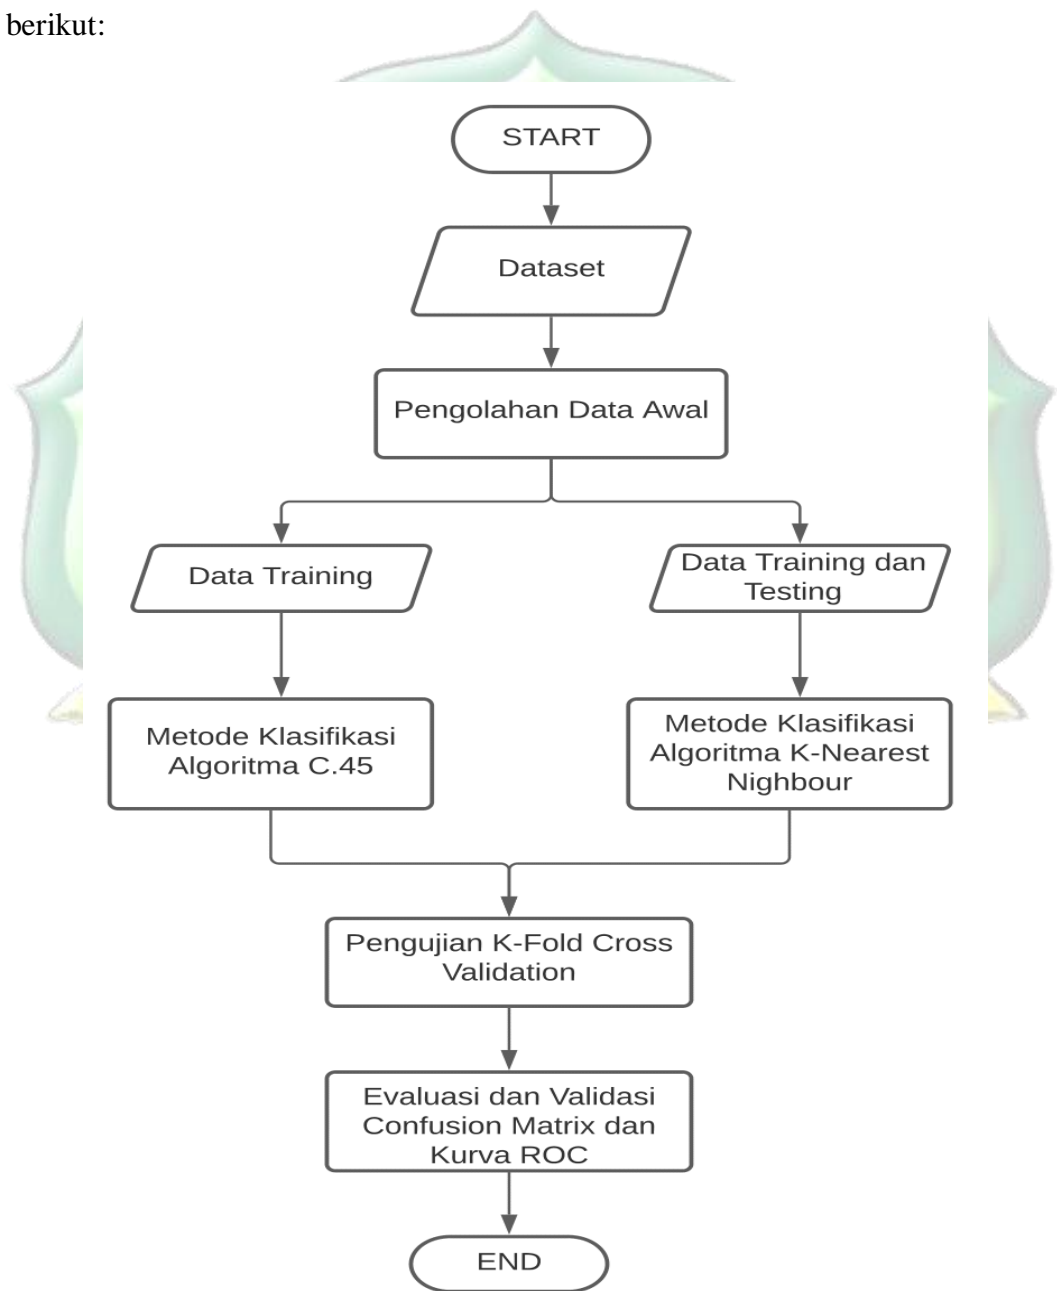 berikut:
START
Dataset
Pengolahan Data Awal
Data Training
Data Training dan
Testing
Metode Klasifikasi
Algoritma C.45
Metode Klasifikasi
Algoritma K-Nearest
Nighbour
Pengujian K-Fold Cross
Validation
Evaluasi dan Validasi
Confusion Matrix dan
Kurva ROC
END